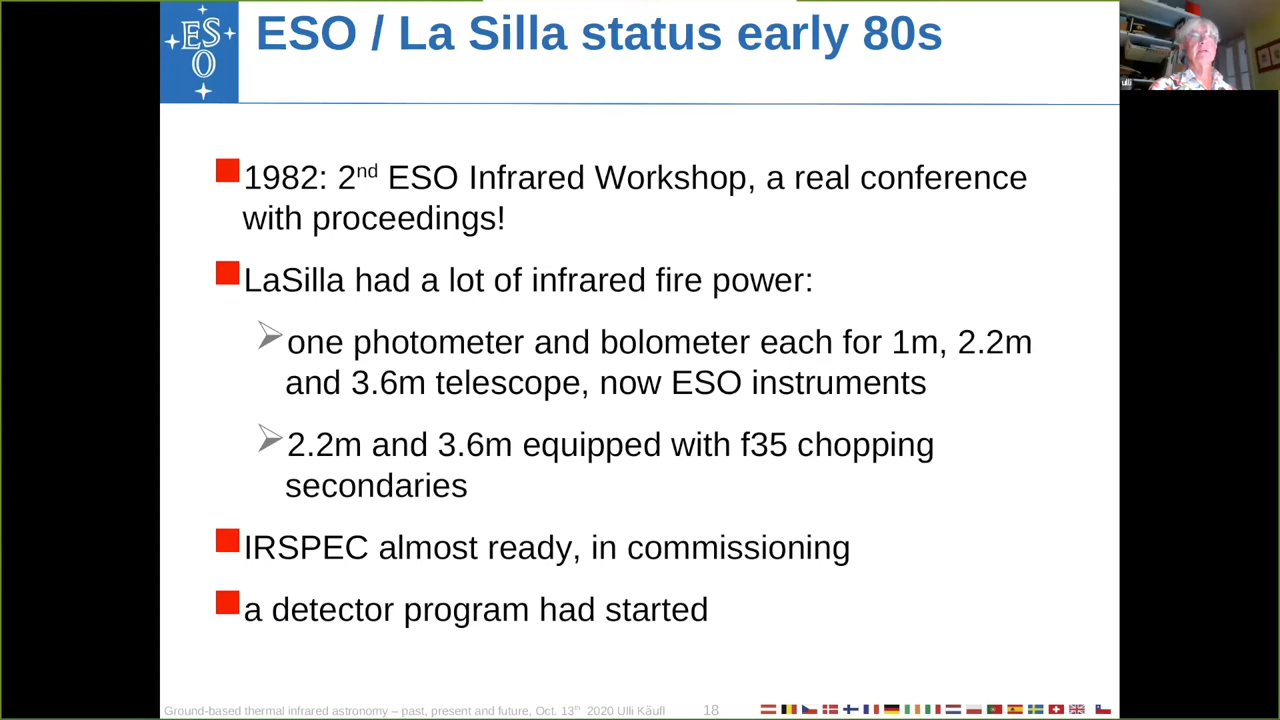 ESO
ESO / La Silla status early 80s
ulli
1982: 2nd ESO Infrared Workshop, a real conference
with proceedings!
LaSilla had a lot of infrared fire power:
one photometer and bolometer each for 1m, 2.2m
and 3.6m telescope, now ESO instruments
2.2m and 3.6m equipped with f35 chopping
secondaries
IRSPEC almost ready, in commissioning
a detector program had started
Ground-based thermal infrared astronomy – past, present and future, Oct. 13th 2020 Ulli Käufl 18